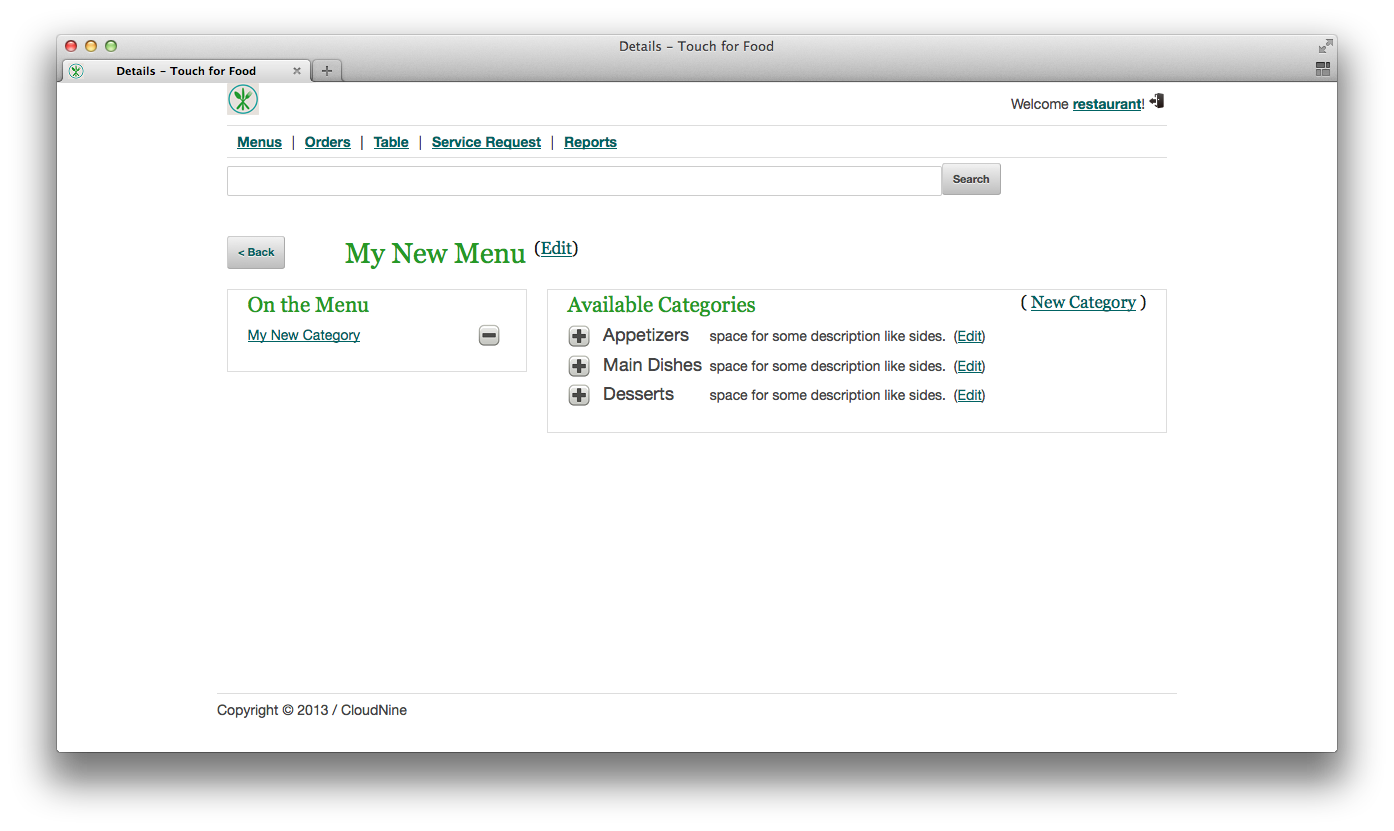 Details – Touch for Food
Details – Touch for Food
Welcome restaurant!
Menus | Orders | Table | Service Request | Reports
Search
< Back
My New Menu (Edit)
On the Menu
My New Category
Available Categories
( New Category )
Appetizers space for some description like sides. (Edit)
Main Dishes space for some description like sides. (Edit)
Desserts space for some description like sides. (Edit)
Copyright © 2013 / CloudNine